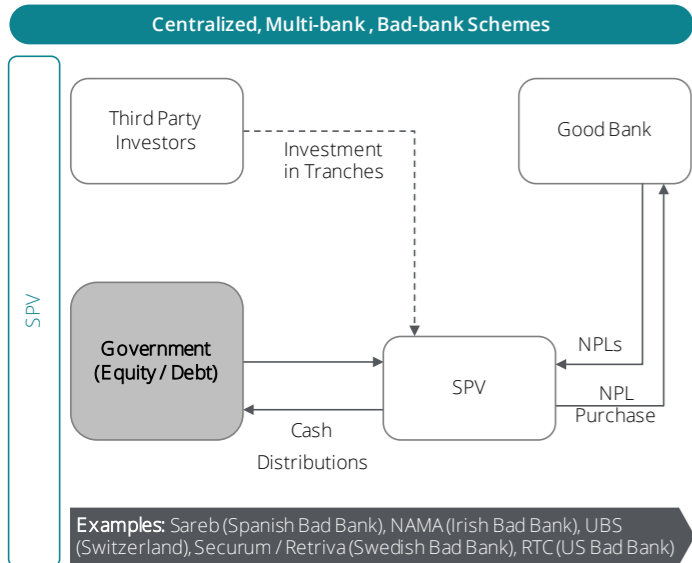 Centralized, Multi-bank , Bad-bank Schemes
SPV
Third Party
Investors
Investment
in Tranches
Good Bank
Government
(Equity / Debt)
SPV
NPLs
NPL
Purchase
Cash
Distributions
Examples: Sareb (Spanish Bad Bank), NAMA (Irish Bad Bank), UBS
(Switzerland), Securum / Retriva (Swedish Bad Bank), RTC (US Bad Bank)